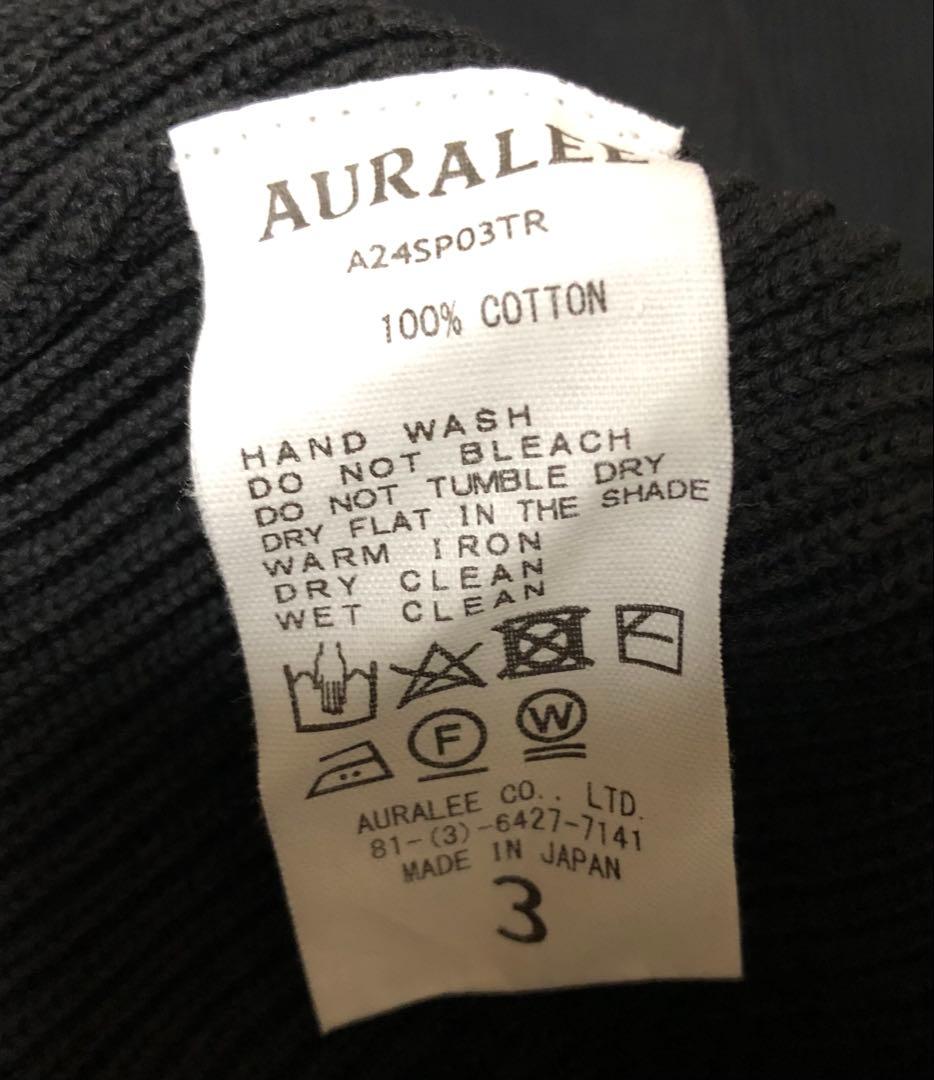 AURALEE
A24SP03TR
100% COTTON
HAND WASH
DO NOT BLEACH
DO NOT TUMBLE DRY
DRY FLAT IN THE SHADE
WARM IRON
DRY CLEAN
WET CLEAN
F W
AURALEE CO., LTD.
81-(3)-6427-7141
MADE IN JAPAN
3